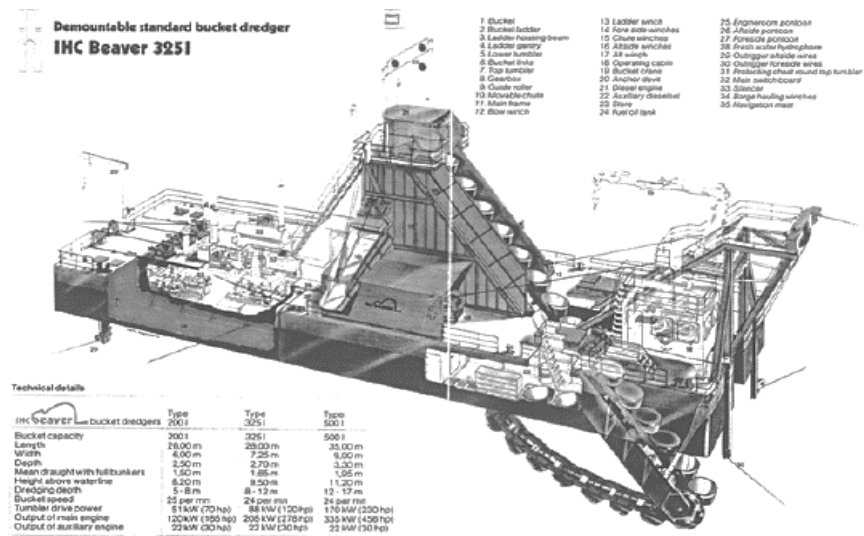 Demountable standard bucket dredger
IHC Beaver 325 l
1 Bucket
2 Bucket ladder
3 Ladder hoisting beam
4 Ladder gantry
5 Lower tumbler
6 Bucket links
7 Top tumbler
8 Gearbox
9 Guide roller
10 Movable chute
11 Main frame
12 Bow winch
13 Ladder winch
14 Fore side-winches
15 Chute winches
16 Aftside winches
17 Aft winch
18 Operating cabin
19 Bucket crane
20 Anchor davit
21 Diesel engine
22 Auxiliary dieselset
23 Store
24 Fuel oil tank
25 Engineroom pontoon
26 Aftside pontoon
27 Foreside pontoon
28 Fresh water hydrophore
29 Outrigger aftside wires
30 Outrigger foreside wires
31 Protecting chest round top tumbler
32 Main switchboard
33 Silencer
34 Barge hauling winches
35 Navigation mast
Technical details
IHC Beaver bucket dredgers Type 200 l Type 325 l Type 500 l
Bucket capacity 200 l 325 l 500 l
Length 26,00 m 28,00 m 35,00 m
Width 6,00 m 7,25 m 9,00 m
Depth 2,50 m 2,70 m 3,30 m
Mean draught with full bunkers 1,50 m 1,65 m 1,95 m
Height above waterline 8,20 m 9,50 m 11,20 m
Dredging depth 5 - 8 m 8 - 12 m 12 - 17 m
Bucket speed 25 per mn 24 per mn 24 per mn
Tumbler drive power 51 kW (70 hp) 88 kW (120 hp) 170 kW (230 hp)
Output of main engine 120 kW (165 hp) 205 kW (278 hp) 335 kW (456 hp)
Output of auxiliary engine 22 kW (30 hp) 22 kW (30 hp) 22 kW (30 hp)